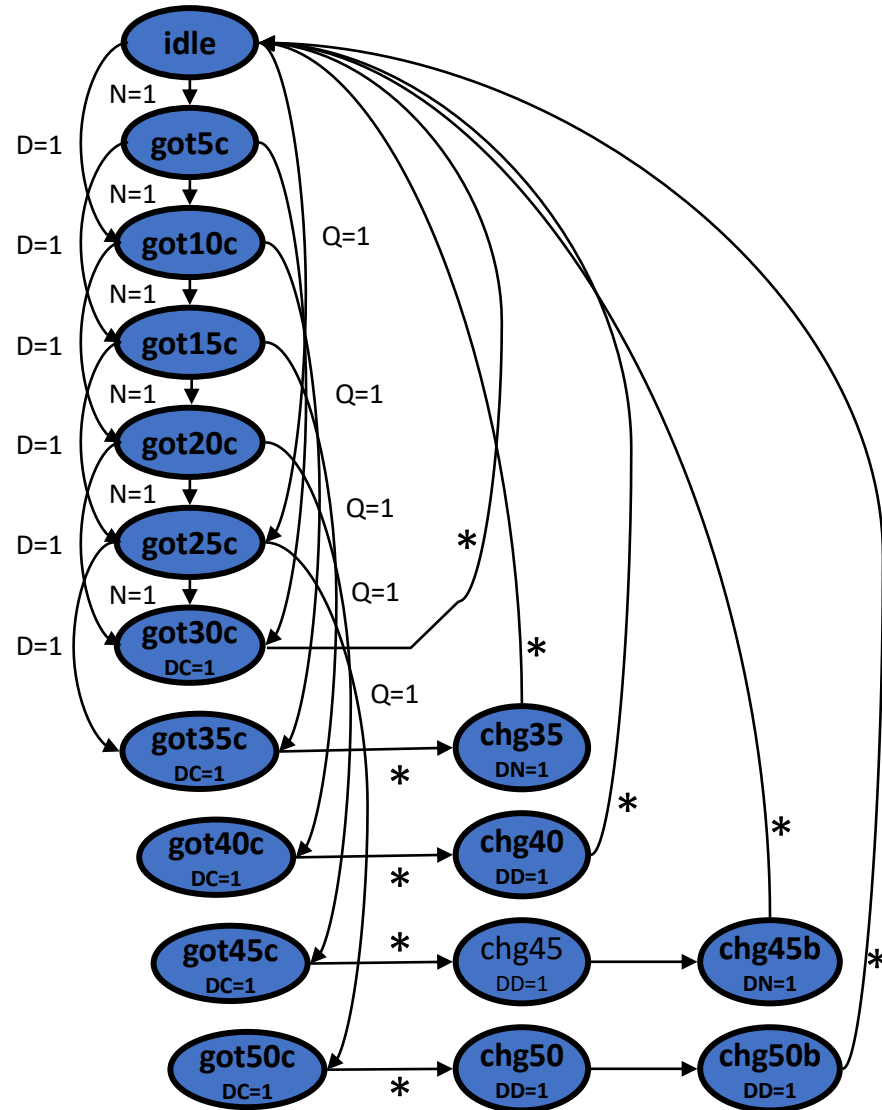 idle
N=1
D=1
got5c
N=1
D=1
got10c
Q=1
N=1
D=1
got15c
N=1
Q=1
D=1
got20c
N=1
Q=1
D=1
got25c
*
N=1
Q=1
D=1
got30c
DC=1
*
Q=1
got35c
DC=1
*
chg35
DN=1
*
got40c
DC=1
*
chg40
DD=1
*
got45c
DC=1
*
chg45
DD=1
chg45b
DN=1
*
got50c
DC=1
*
chg50
DD=1
chg50b
DD=1